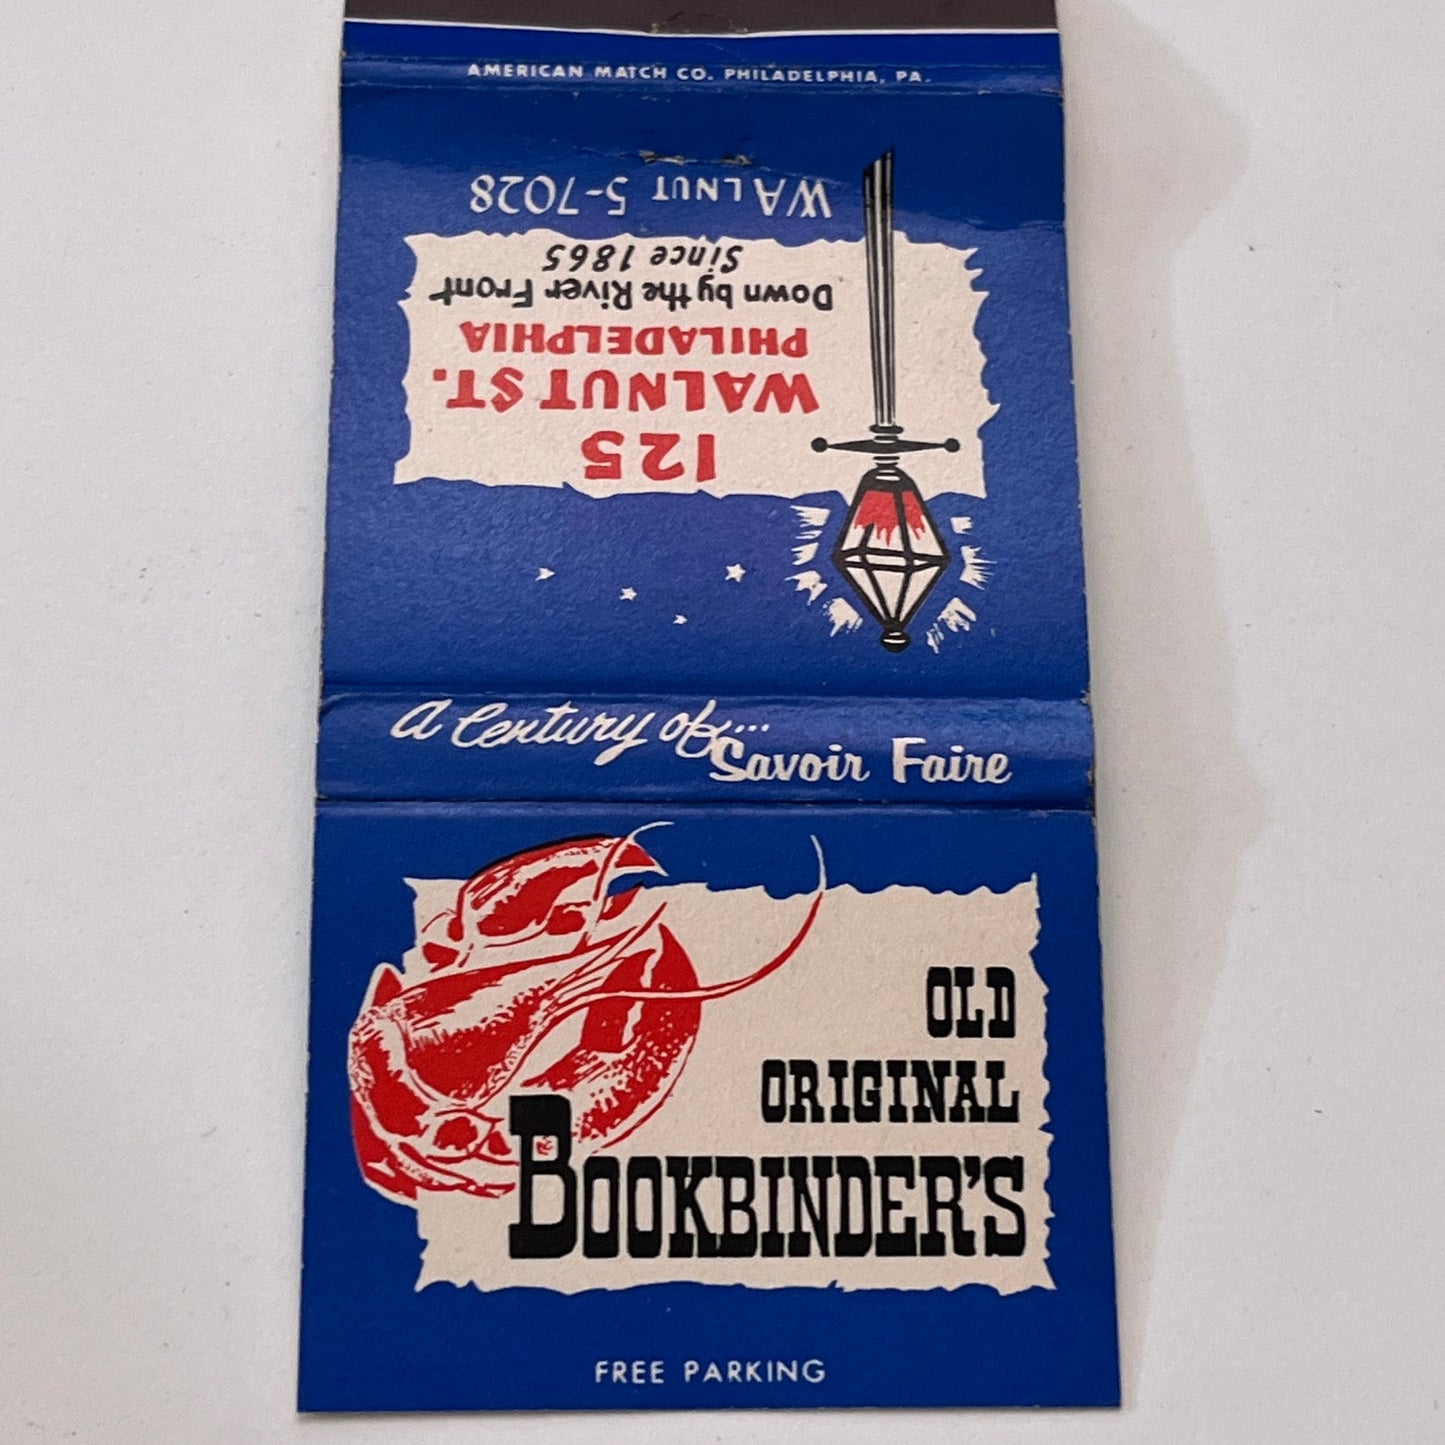 AMERICAN MATCH CO. PHILADELPHIA, PA.
125
WALNUT ST.
PHILADELPHIA
Down by the River Front
Since 1865
WALNUT 5-7028
A Century of...
Savoir Faire
OLD
ORIGINAL
BOOKBINDER'S
FREE PARKING